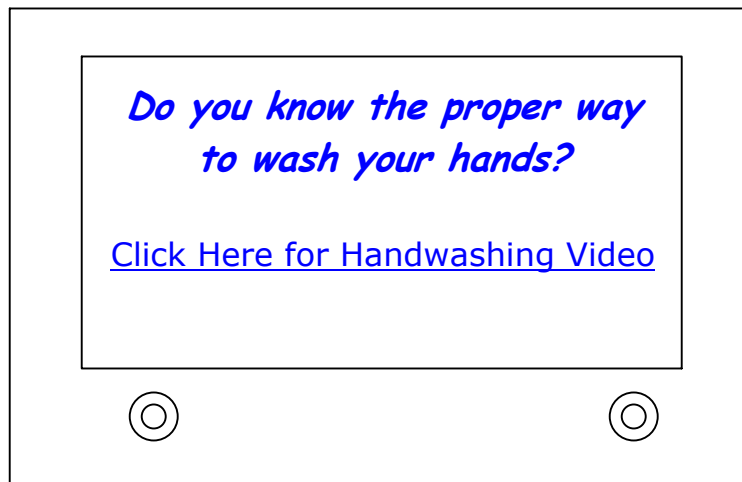 Do you know the proper way
to wash your hands?
Click Here for Handwashing Video